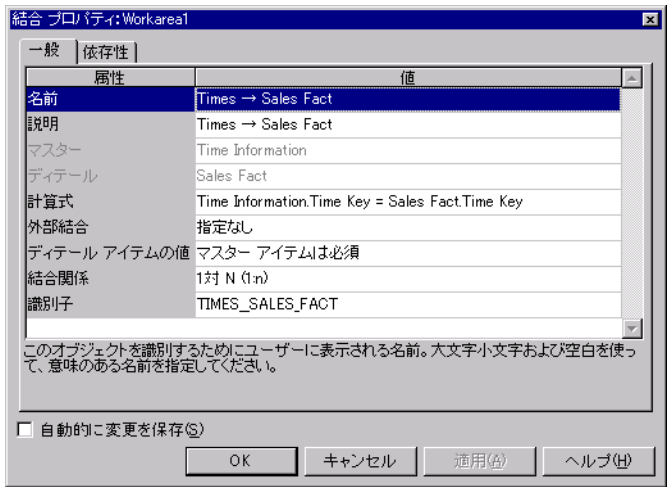 結合 プロパティ: Workarea1
一般 依存性
属性 値
名前 Times → Sales Fact
説明 Times → Sales Fact
マスター Time Information
ディテール Sales Fact
計算式 Time Information.Time Key = Sales Fact.Time Key
外部結合 指定なし
ディテール アイテムの値 マスター アイテムは必須
結合関係 1対 N (1:n)
識別子 TIMES_SALES_FACT
このオブジェクトを識別するためにユーザーに表示される名前。大文字小文字および空白を使っ
て、意味のある名前を指定してください。
自動的に変更を保存(S)
OK キャンセル 適用(A) ヘルプ(H)